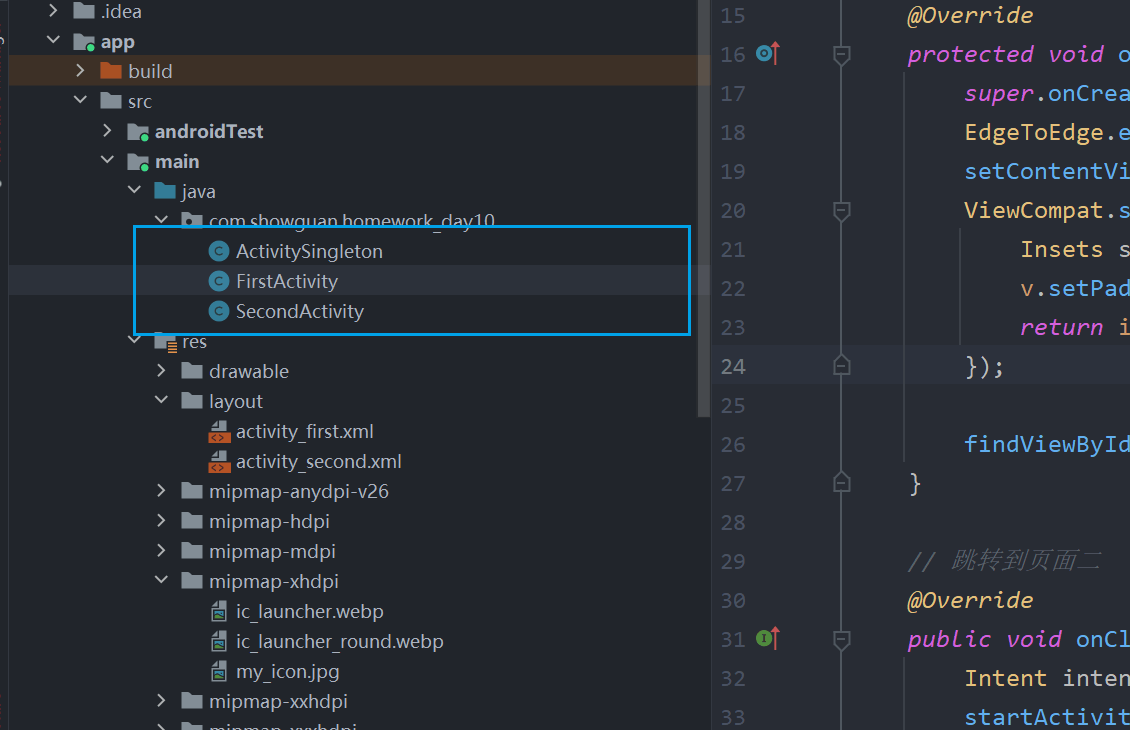 .idea
app
build
src
androidTest
main
java
com.showguan.homework_day10
ActivitySingleton
FirstActivity
SecondActivity
res
drawable
layout
activity_first.xml
activity_second.xml
mipmap-anydpi-v26
mipmap-hdpi
mipmap-mdpi
mipmap-xhdpi
ic_launcher.webp
ic_launcher_round.webp
my_icon.jpg
mipmap-xxhdpi
mipmap-xxxhdpi
15 @Override
16 protected void o
17 super.onCrea
18 EdgeToEdge.e
19 setContentVi
20 ViewCompat.s
21 Insets s
22 v.setPad
23 return i
24 });
25
26 findViewById
27 }
28
29 // 跳转到页面二
30 @Override
31 public void onCl
32 Intent inten
33 startActivit